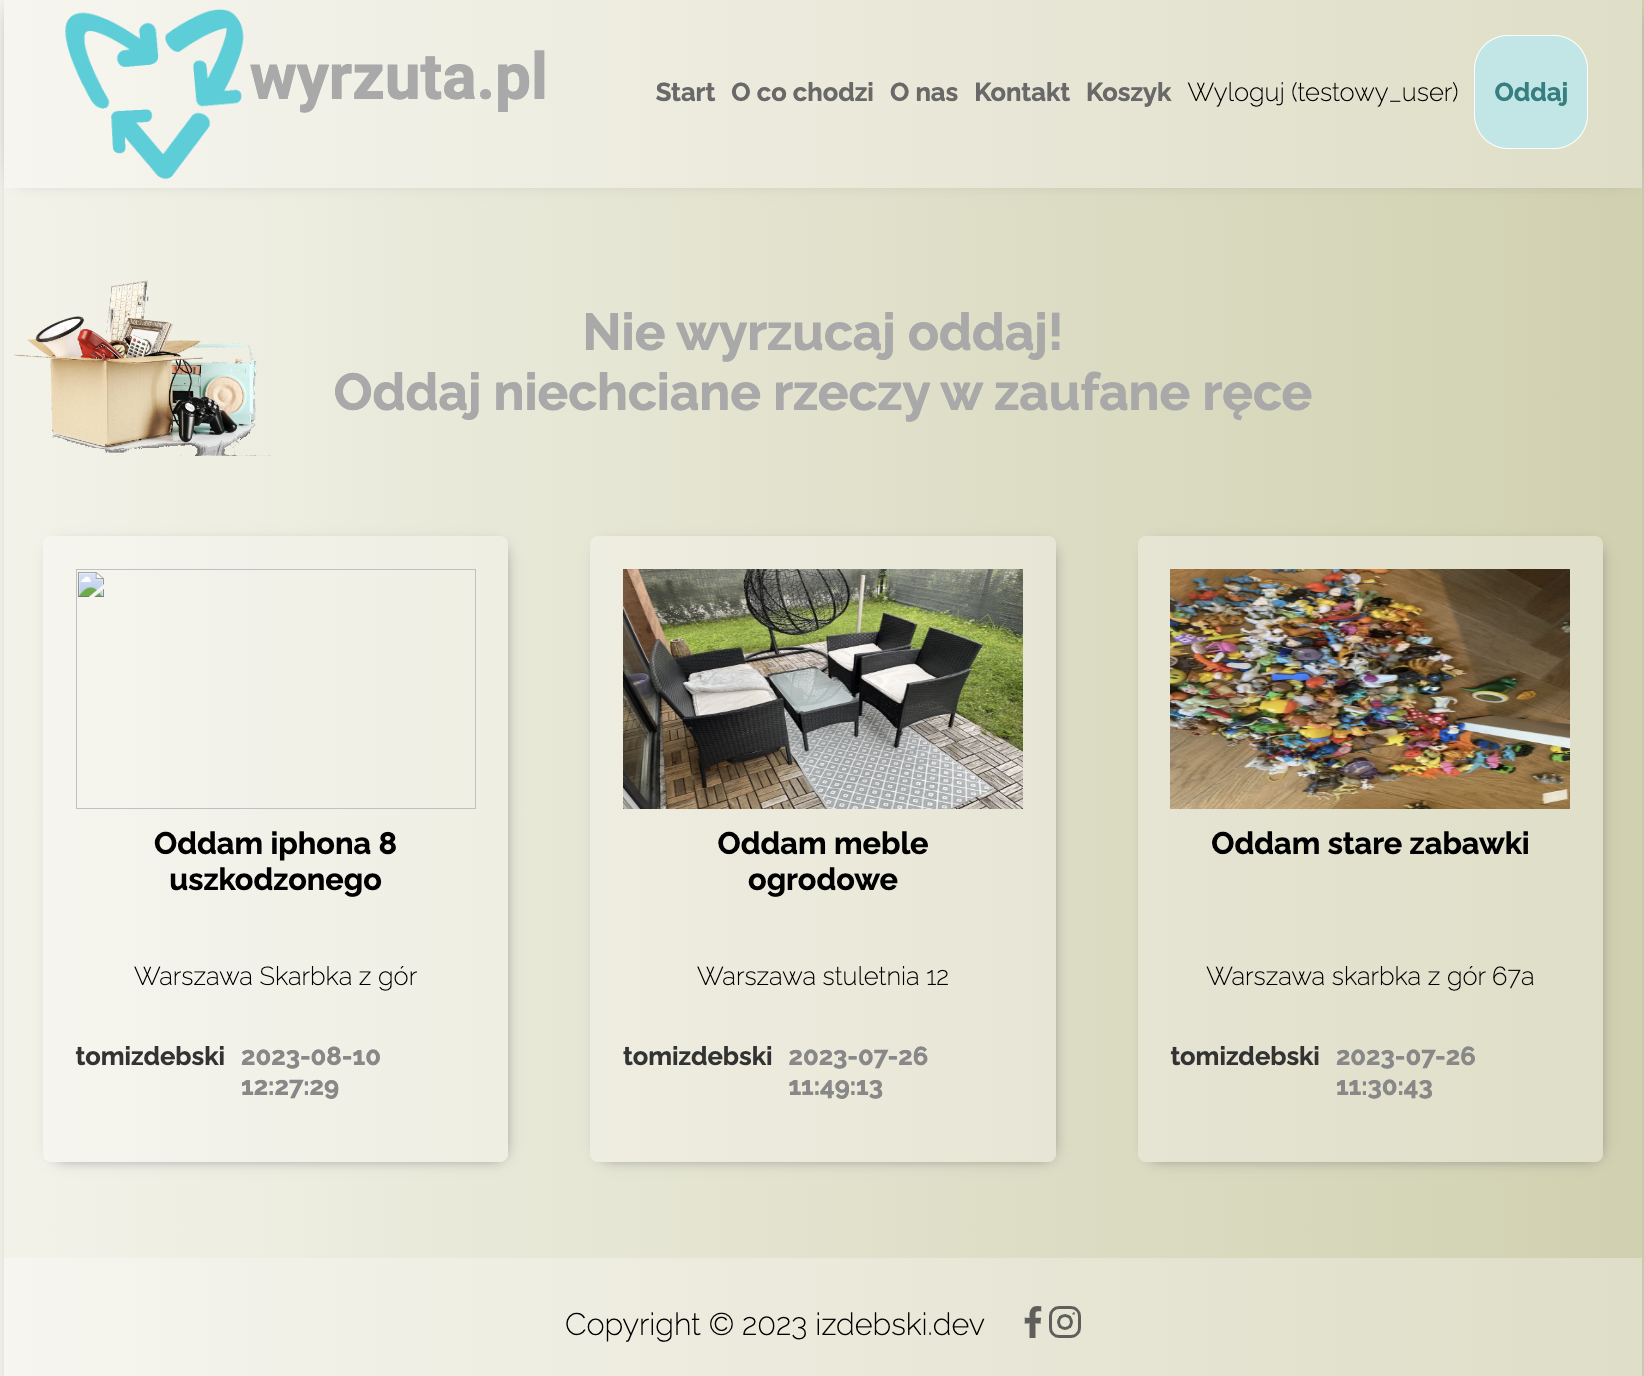 wyrzuta.pl
Start O co chodzi O nas Kontakt Koszyk Wyloguj (testowy_user) Oddaj
Nie wyrzucaj oddaj!
Oddaj niechciane rzeczy w zaufane ręce
Oddam iphona 8
uszkodzonego
Warszawa Skarbka z gór
tomizdebski 2023-08-10
12:27:29
Oddam meble
ogrodowe
Warszawa stuletnia 12
tomizdebski 2023-07-26
11:49:13
Oddam stare zabawki
Warszawa skarbka z gór 67a
tomizdebski 2023-07-26
11:30:43
Copyright © 2023 izdebski.dev